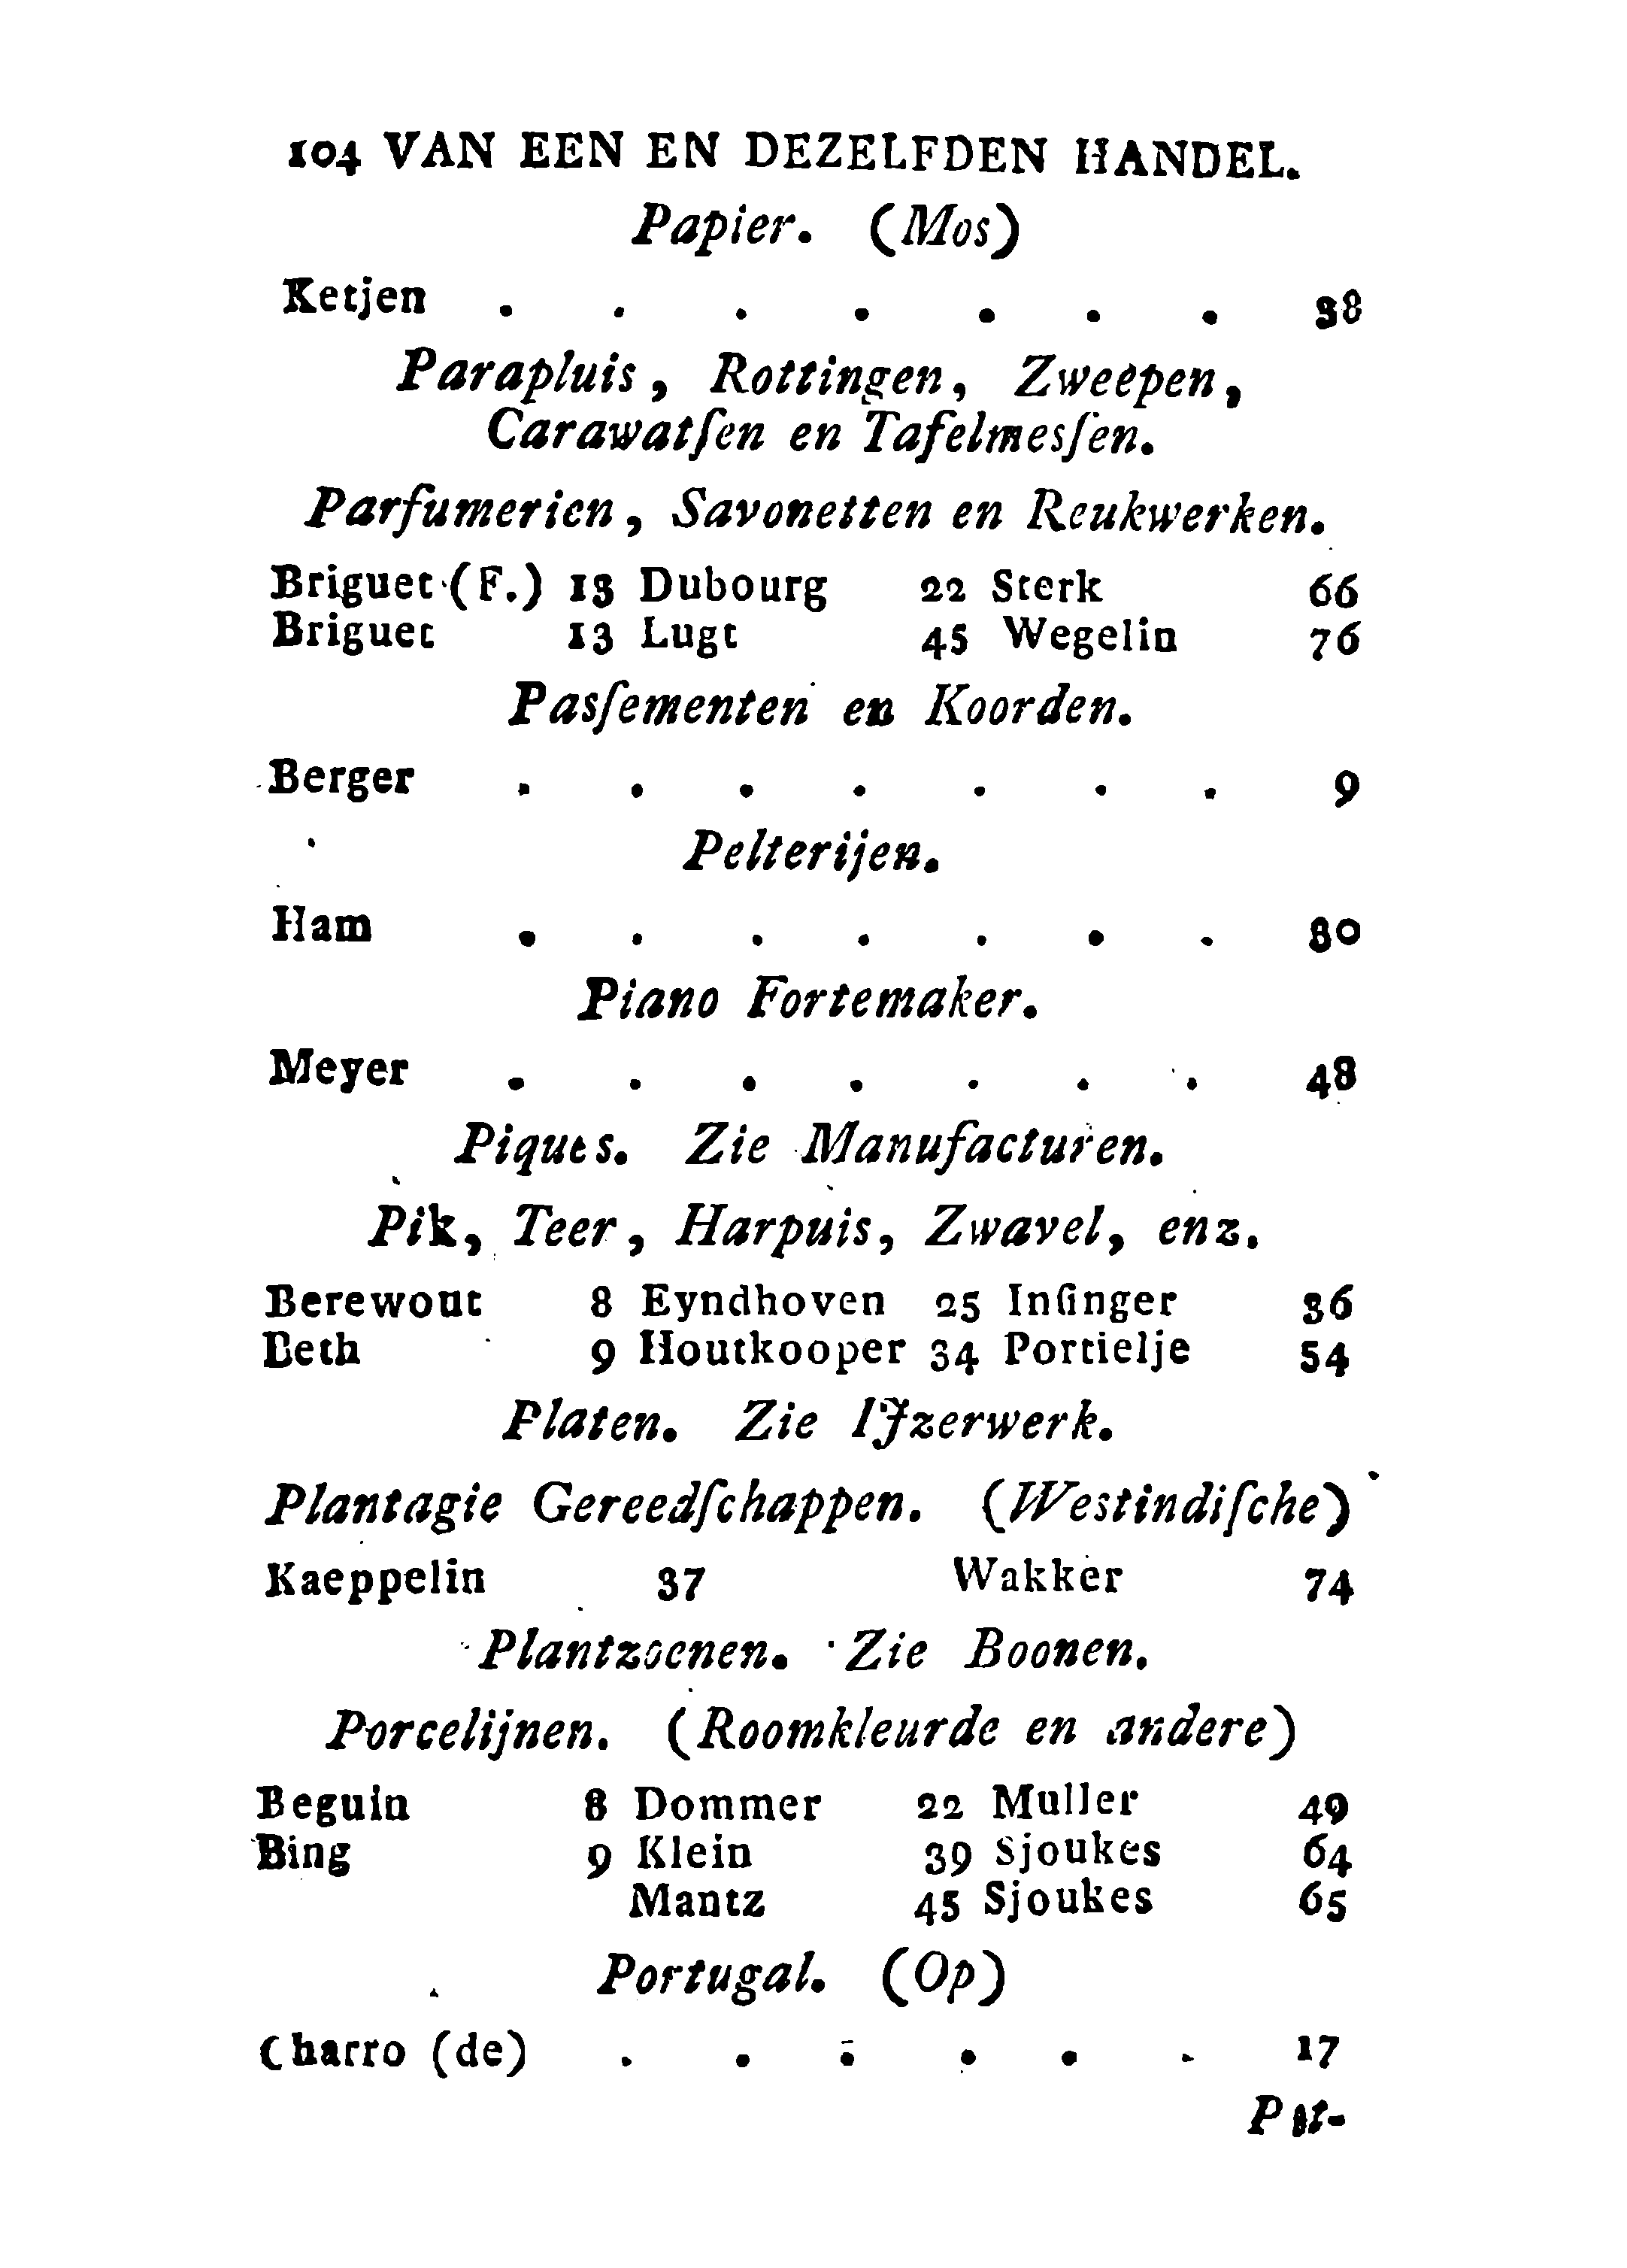 104 VAN EEN EN DEZELFDEN HANDEL.
Papier. (Mos)
Ketjen . . . . . . . 38
Parapluis, Rottingen, Zweepen,
Carawatſen en Tafelmesſen.
Parfumerien, Savonetten en Reukwerken.
Briguet (F.) 13 Dubourg 22 Sterk 66
Briguet 13 Lugt 45 Wegelin 76
Pasſementen en Koorden.
Berger . . . . . . . 9
Pelterijen.
Ham . . . . . . . 30
Piano Fortemaker.
Meyer . . . . . . . 48
Piques. Zie Manufacturen.
Pik, Teer, Harpuis, Zwavel, enz.
Berewout 8 Eyndhoven 25 Inſinger 36
Beth 9 Houtkooper 34 Portielje 54
Platen. Zie IJzerwerk.
Plantagie Gereedſchappen. (Westindiſche)
Kaeppelin 37 Wakker 74
Plantzoenen. Zie Boonen.
Porcelijnen. (Roomkleurde en andere)
Beguin 8 Dommer 22 Muller 49
Bing 9 Klein 39 Sjoukes 64
Mantz 45 Sjoukes 65
Portugal. (Op)
Charro (de) . . . . . . 17